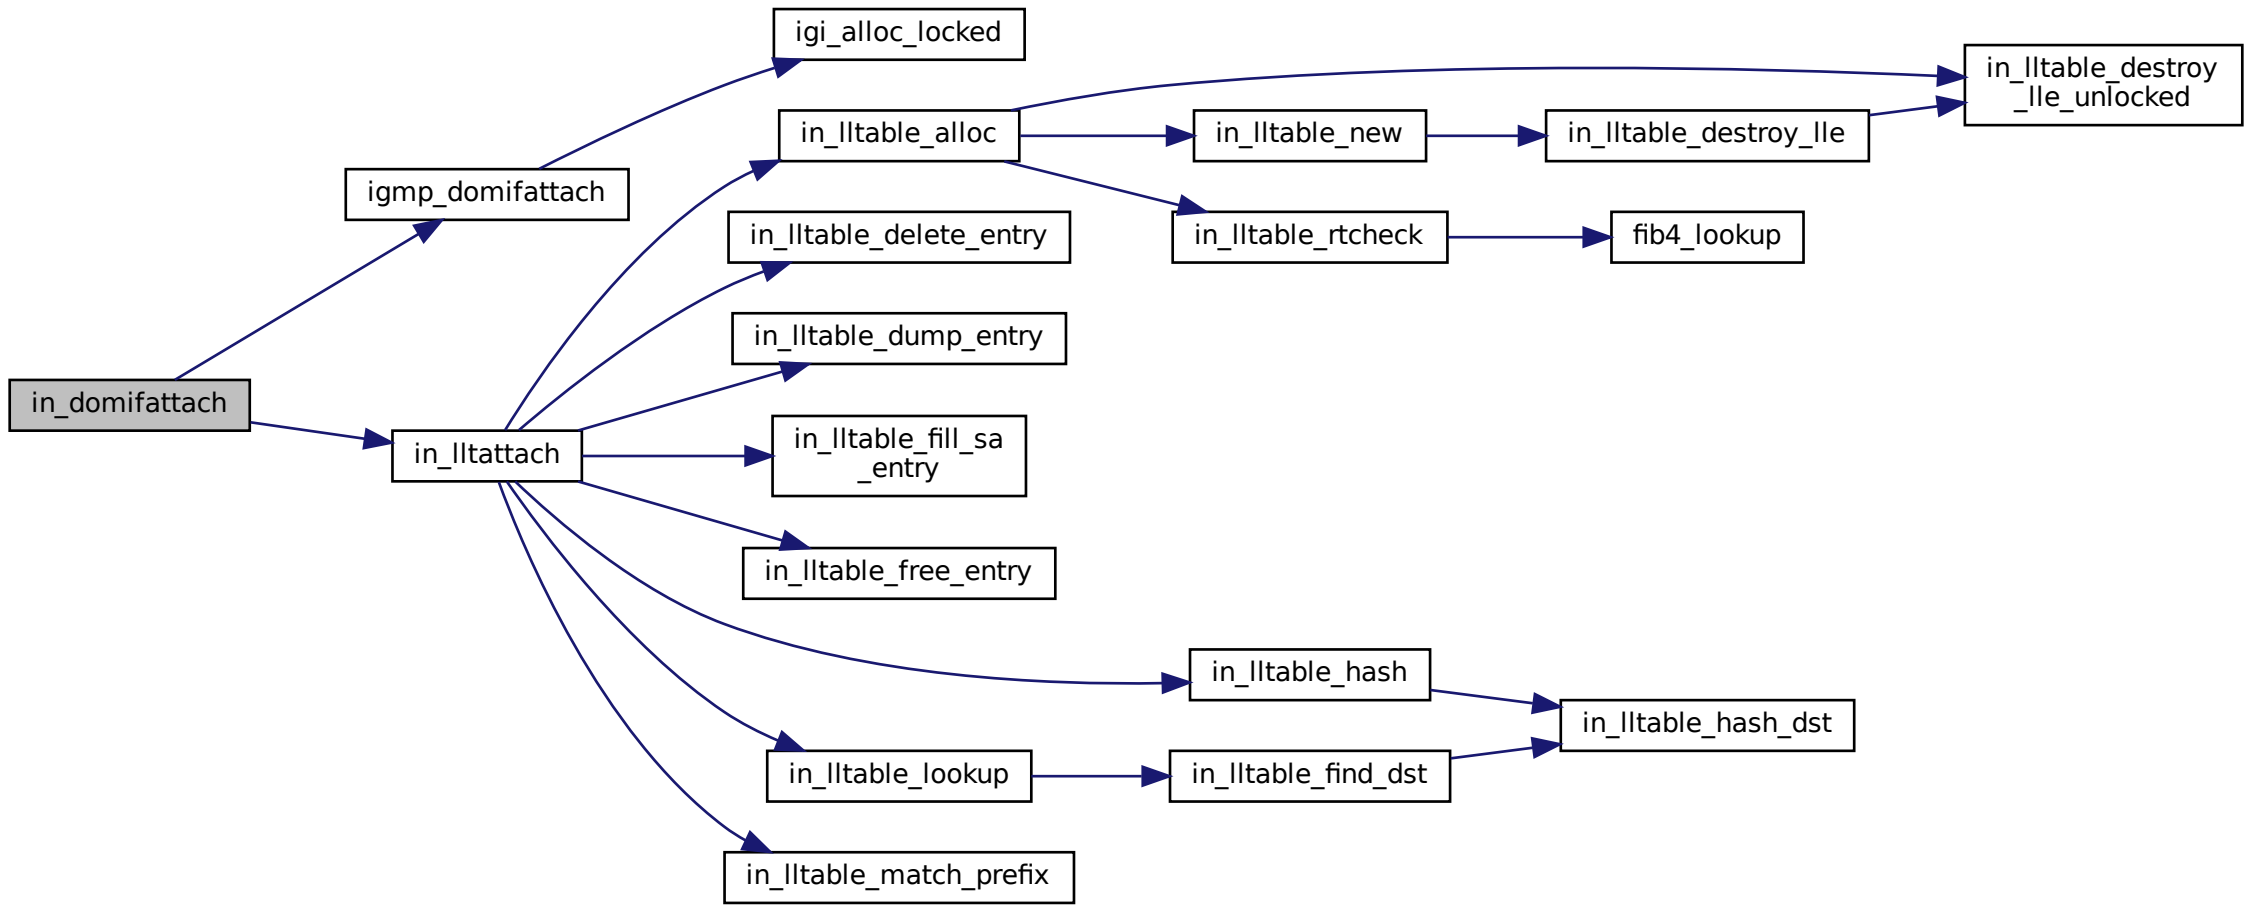 igi_alloc_locked
in_lltable_destroy
_lle_unlocked
in_lltable_alloc
in_lltable_new
in_lltable_destroy_lle
igmp_domifattach
in_lltable_delete_entry
in_lltable_rtcheck
fib4_lookup
in_lltable_dump_entry
in_domifattach
in_lltattach
in_lltable_fill_sa
_entry
in_lltable_free_entry
in_lltable_hash
in_lltable_hash_dst
in_lltable_lookup
in_lltable_find_dst
in_lltable_match_prefix